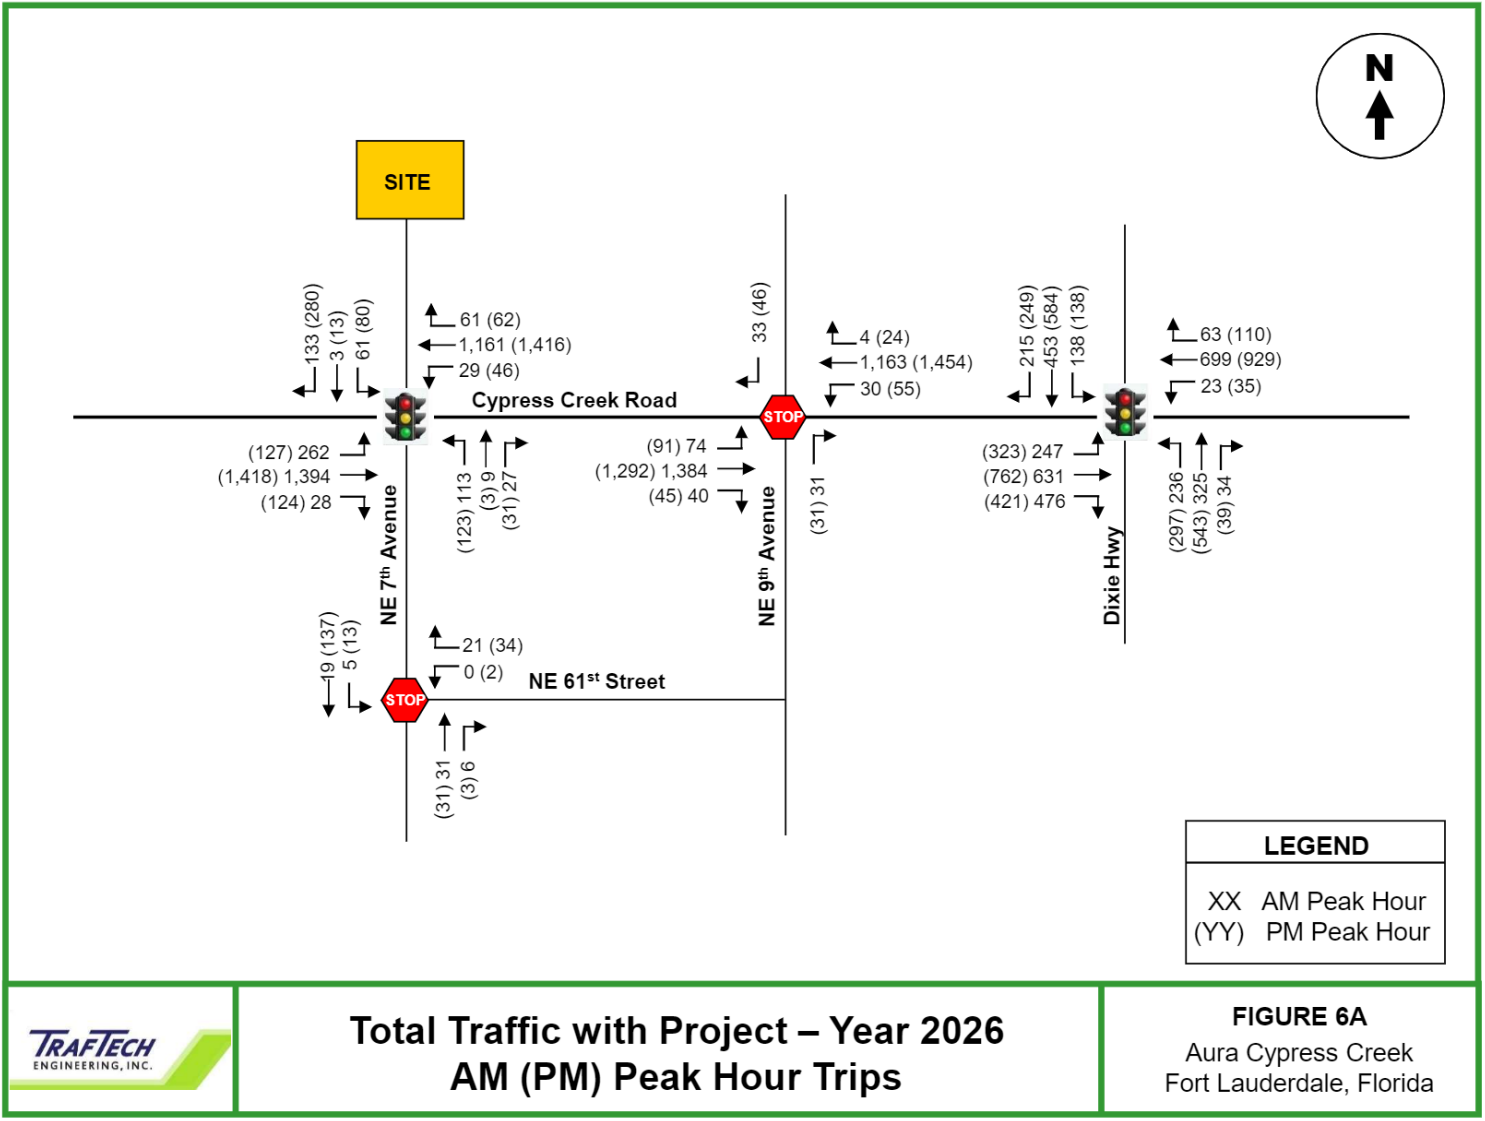 N
SITE
133 (280)
3 (13)
61 (80)
61 (62)
1,161 (1,416)
29 (46)
33 (46)
4 (24)
1,163 (1,454)
30 (55)
215 (249)
453 (584)
138 (138)
63 (110)
699 (929)
23 (35)
Cypress Creek Road
STOP
(127) 262
(1,418) 1,394
(124) 28
(123) 113
(3) 9
(31) 27
(91) 74
(1,292) 1,384
(45) 40
(31) 31
(323) 247
(762) 631
(421) 476
(297) 236
(543) 325
(39) 34
NE 7th Avenue
NE 9th Avenue
Dixie Hwy
19 (137)
5 (13)
21 (34)
0 (2)
NE 61st Street
STOP
(31) 31
(3) 6
LEGEND
XX AM Peak Hour
(YY) PM Peak Hour
TRAFTECH
ENGINEERING, INC.
Total Traffic with Project – Year 2026
AM (PM) Peak Hour Trips
FIGURE 6A
Aura Cypress Creek
Fort Lauderdale, Florida